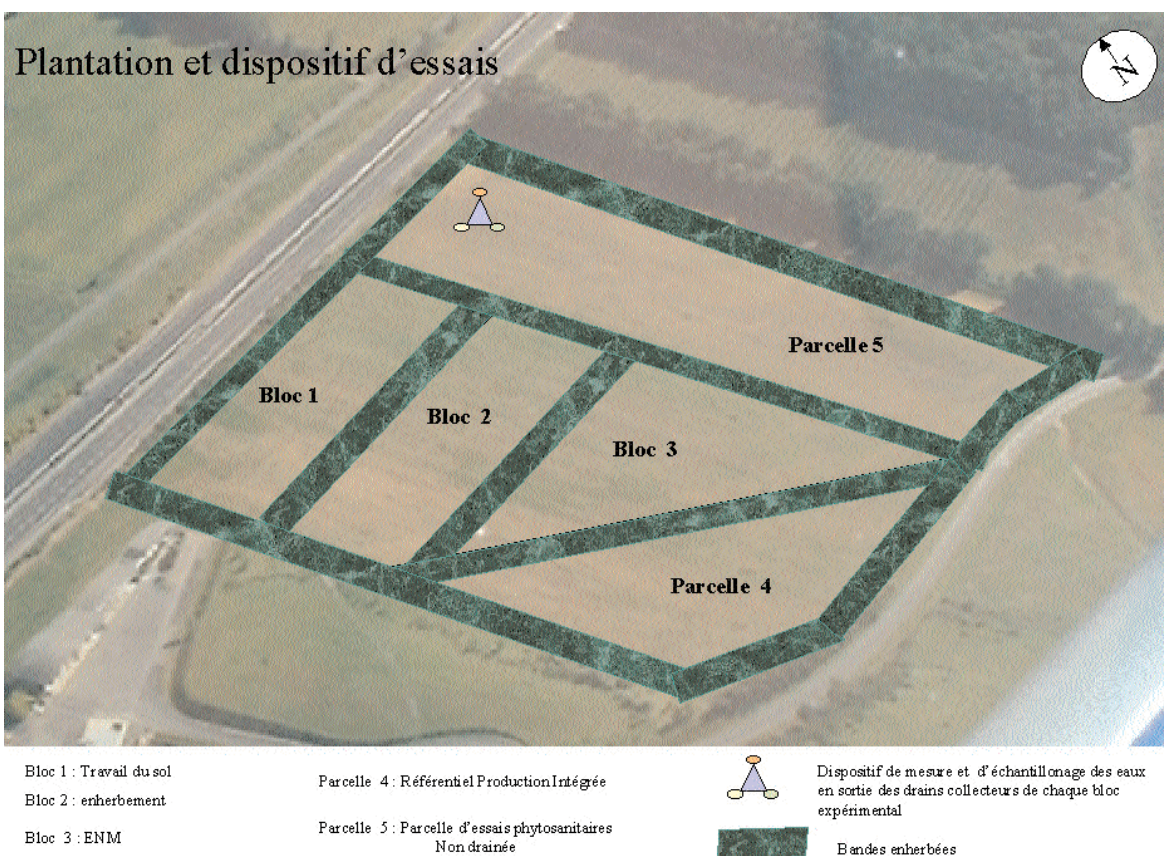 Plantation et dispositif d'essais
N
Parcelle 5
Bloc 1
Bloc 2
Bloc 3
Parcelle 4
Bloc 1 : Travail du sol
Bloc 2 : enherbement
Bloc 3 : ENM
Parcelle 4 : Référentiel Production Intégrée
Parcelle 5 : Parcelle d'essais phytosanitaires
Non drainée
Dispositif de mesure et d'échantillonage des eaux
en sortie des drains collecteurs de chaque bloc
expérimental
Bandes enherbées